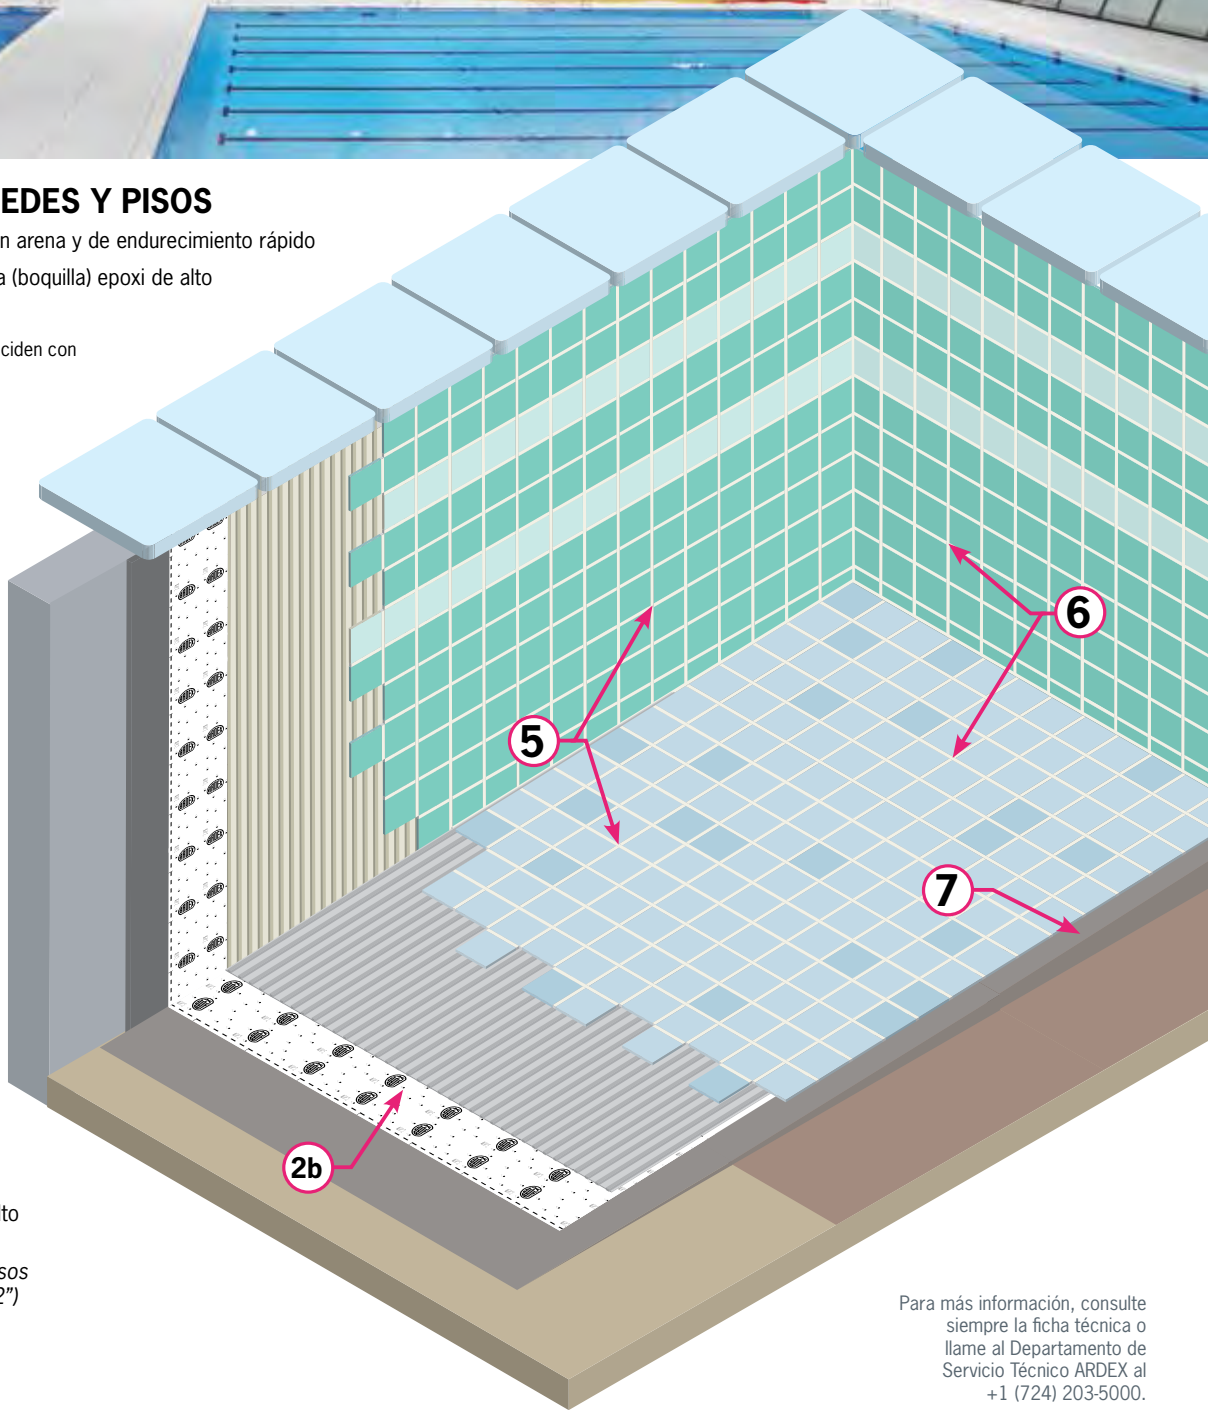 EDES Y PISOS
n arena y de endurecimiento rápido
a (boquilla) epoxi de alto
ciden con
6
5
7
2b
lto
sos
2”)
Para más información, consulte
siempre la ficha técnica o
llame al Departamento de
Servicio Técnico ARDEX al
+1 (724) 203-5000.